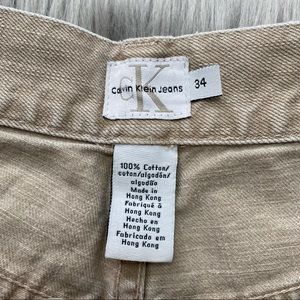 cK
Calvin Klein Jeans
34
100% Cotton/
coton/algodón/
algodão
Made in
Hong Kong
Fabriqué à
Hong Kong
Hecho en
Hong Kong
Fabricado em
Hong Kong